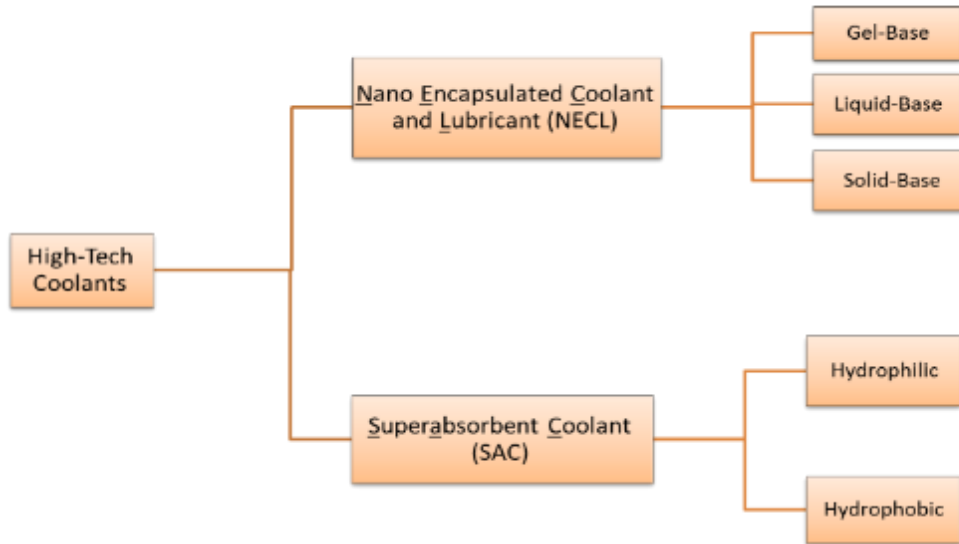 Gel-Base
Nano Encapsulated Coolant
and Lubricant (NECL)
Liquid-Base
Solid-Base
High-Tech
Coolants
Hydrophilic
Superabsorbent Coolant
(SAC)
Hydrophobic